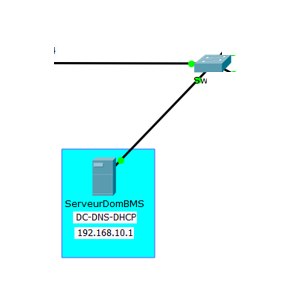 Sw
ServeurDomBMS
DC-DNS-DHCP
192.168.10.1